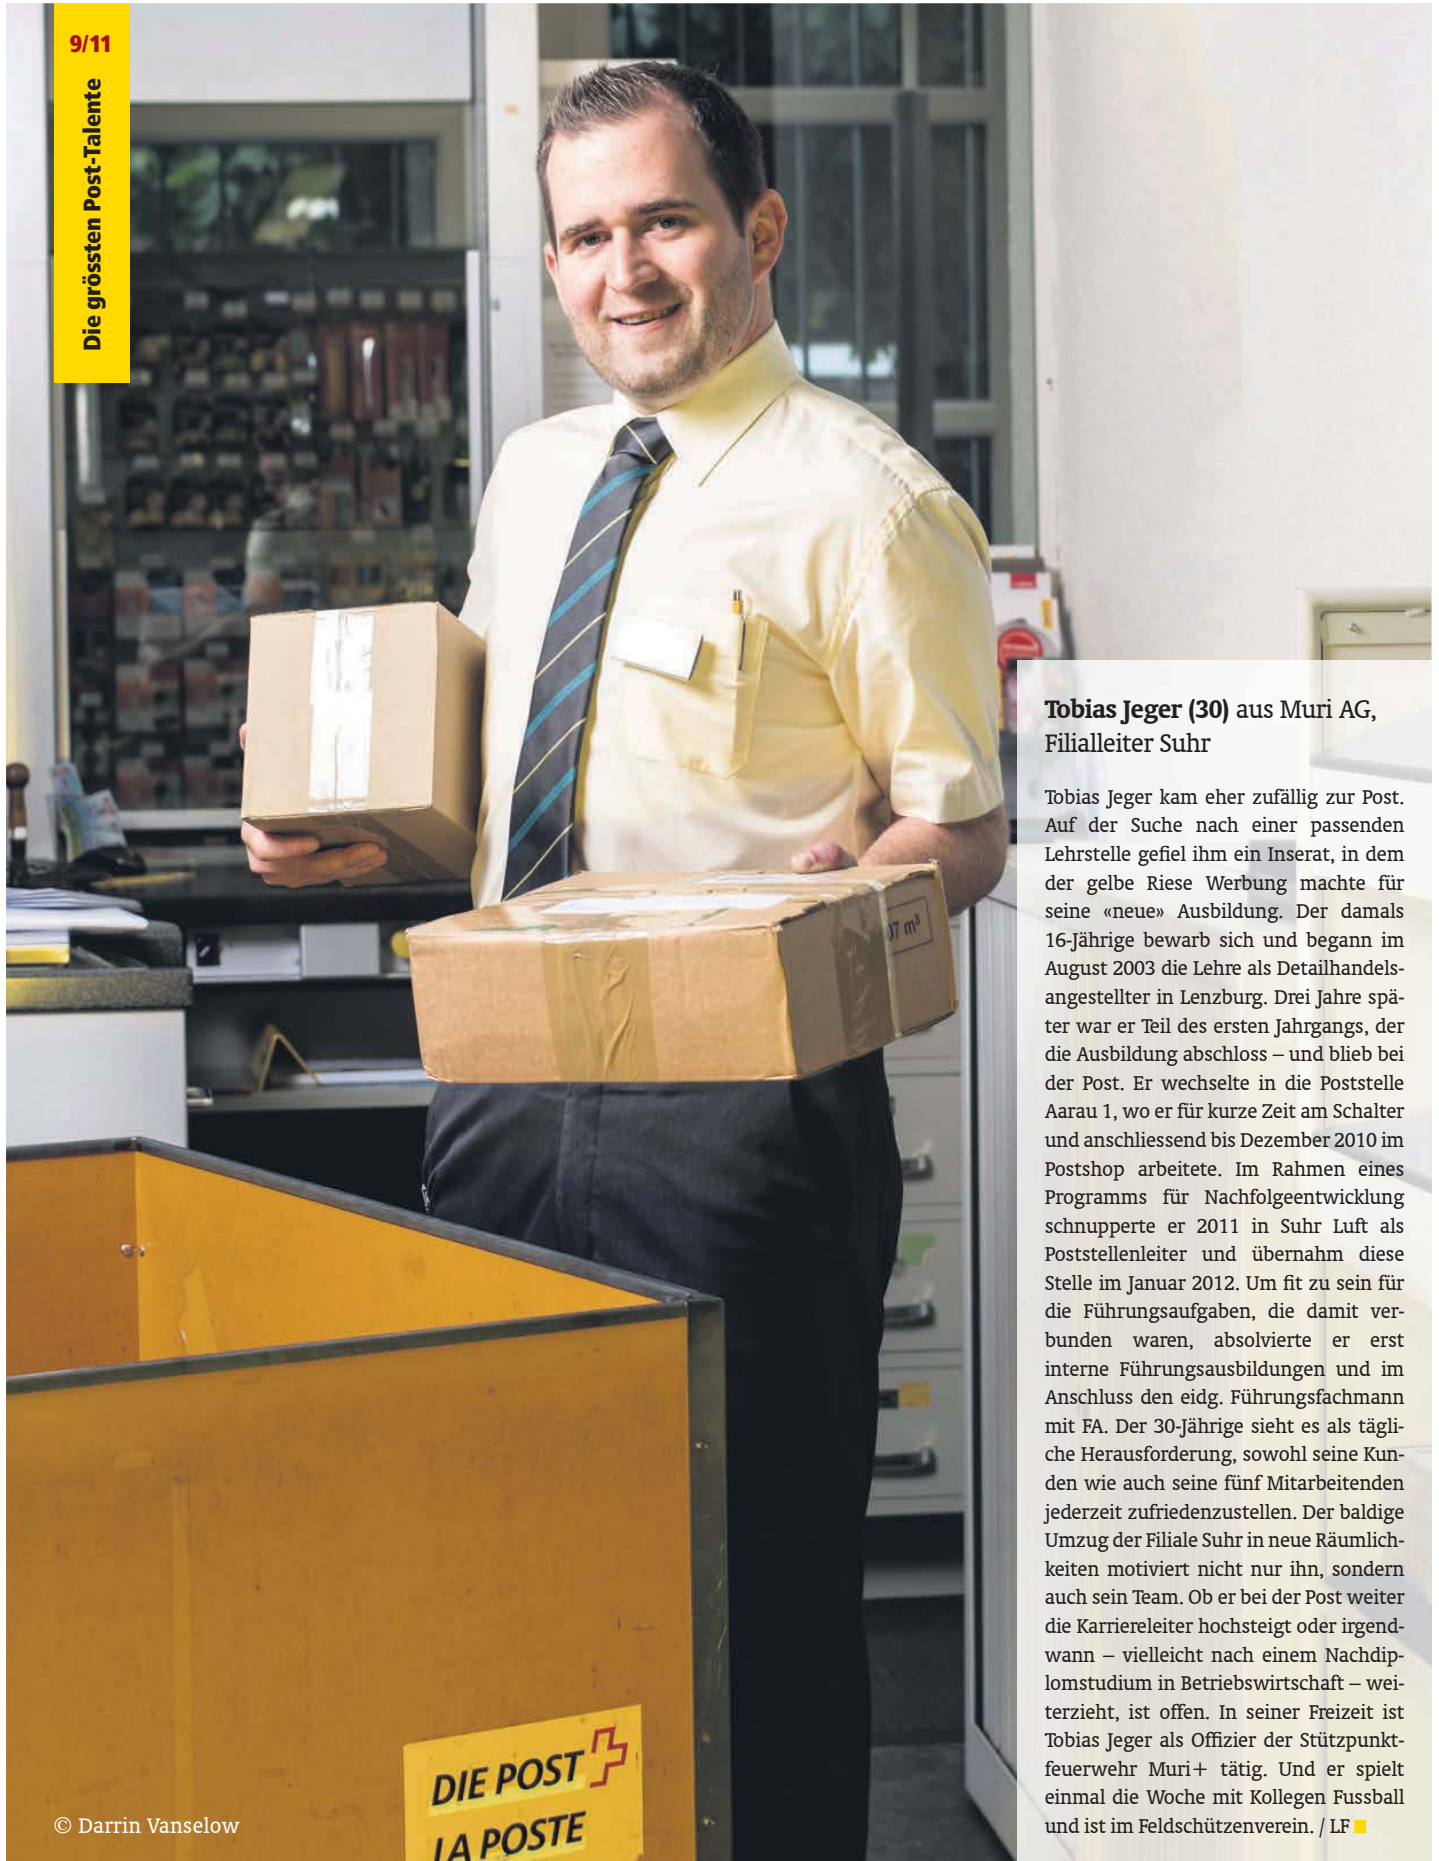 9/11
Die grössten Post-Talente
07 m³
Tobias Jeger (30) aus Muri AG,
Filialleiter Suhr
Tobias Jeger kam eher zufällig zur Post.
Auf der Suche nach einer passenden
Lehrstelle gefiel ihm ein Inserat, in dem
der gelbe Riese Werbung machte für
seine «neue» Ausbildung. Der damals
16-Jährige bewarb sich und begann im
August 2003 die Lehre als Detailhandels-
angestellter in Lenzburg. Drei Jahre spä-
ter war er Teil des ersten Jahrgangs, der
die Ausbildung abschloss – und blieb bei
der Post. Er wechselte in die Poststelle
Aarau 1, wo er für kurze Zeit am Schalter
und anschliessend bis Dezember 2010 im
Postshop arbeitete. Im Rahmen eines
Programms für Nachfolgeentwicklung
schnupperte er 2011 in Suhr Luft als
Poststellenleiter und übernahm diese
Stelle im Januar 2012. Um fit zu sein für
die Führungsaufgaben, die damit ver-
bunden waren, absolvierte er erst
interne Führungsausbildungen und im
Anschluss den eidg. Führungsfachmann
mit FA. Der 30-Jährige sieht es als tägli-
che Herausforderung, sowohl seine Kun-
den wie auch seine fünf Mitarbeitenden
jederzeit zufriedenzustellen. Der baldige
Umzug der Filiale Suhr in neue Räumlich-
keiten motiviert nicht nur ihn, sondern
auch sein Team. Ob er bei der Post weiter
die Karriereleiter hochsteigt oder irgend-
wann – vielleicht nach einem Nachdip-
lomstudium in Betriebswirtschaft – wei-
terzieht, ist offen. In seiner Freizeit ist
Tobias Jeger als Offizier der Stützpunkt-
feuerwehr Muri+ tätig. Und er spielt
einmal die Woche mit Kollegen Fussball
und ist im Feldschützenverein. / LF
DIE POST
LA POSTE
© Darrin Vanselow